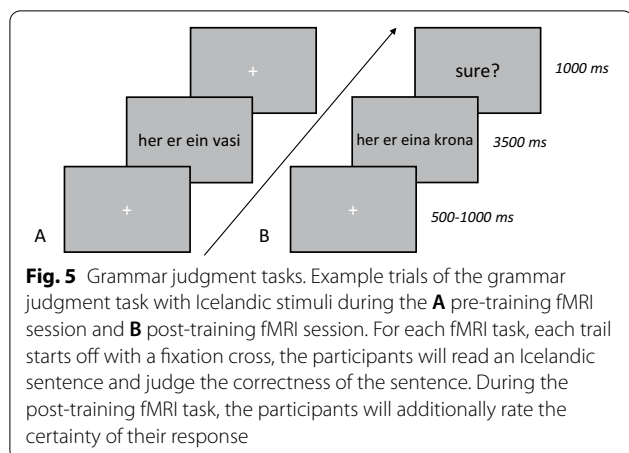 +
her er ein vasi
+
A
sure?
1000 ms
her er eina krona
3500 ms
+
500-1000 ms
B
Fig. 5 Grammar judgment tasks. Example trials of the grammar
judgment task with Icelandic stimuli during the A pre-training fMRI
session and B post-training fMRI session. For each fMRI task, each trail
starts off with a fixation cross, the participants will read an Icelandic
sentence and judge the correctness of the sentence. During the
post-training fMRI task, the participants will additionally rate the
certainty of their response